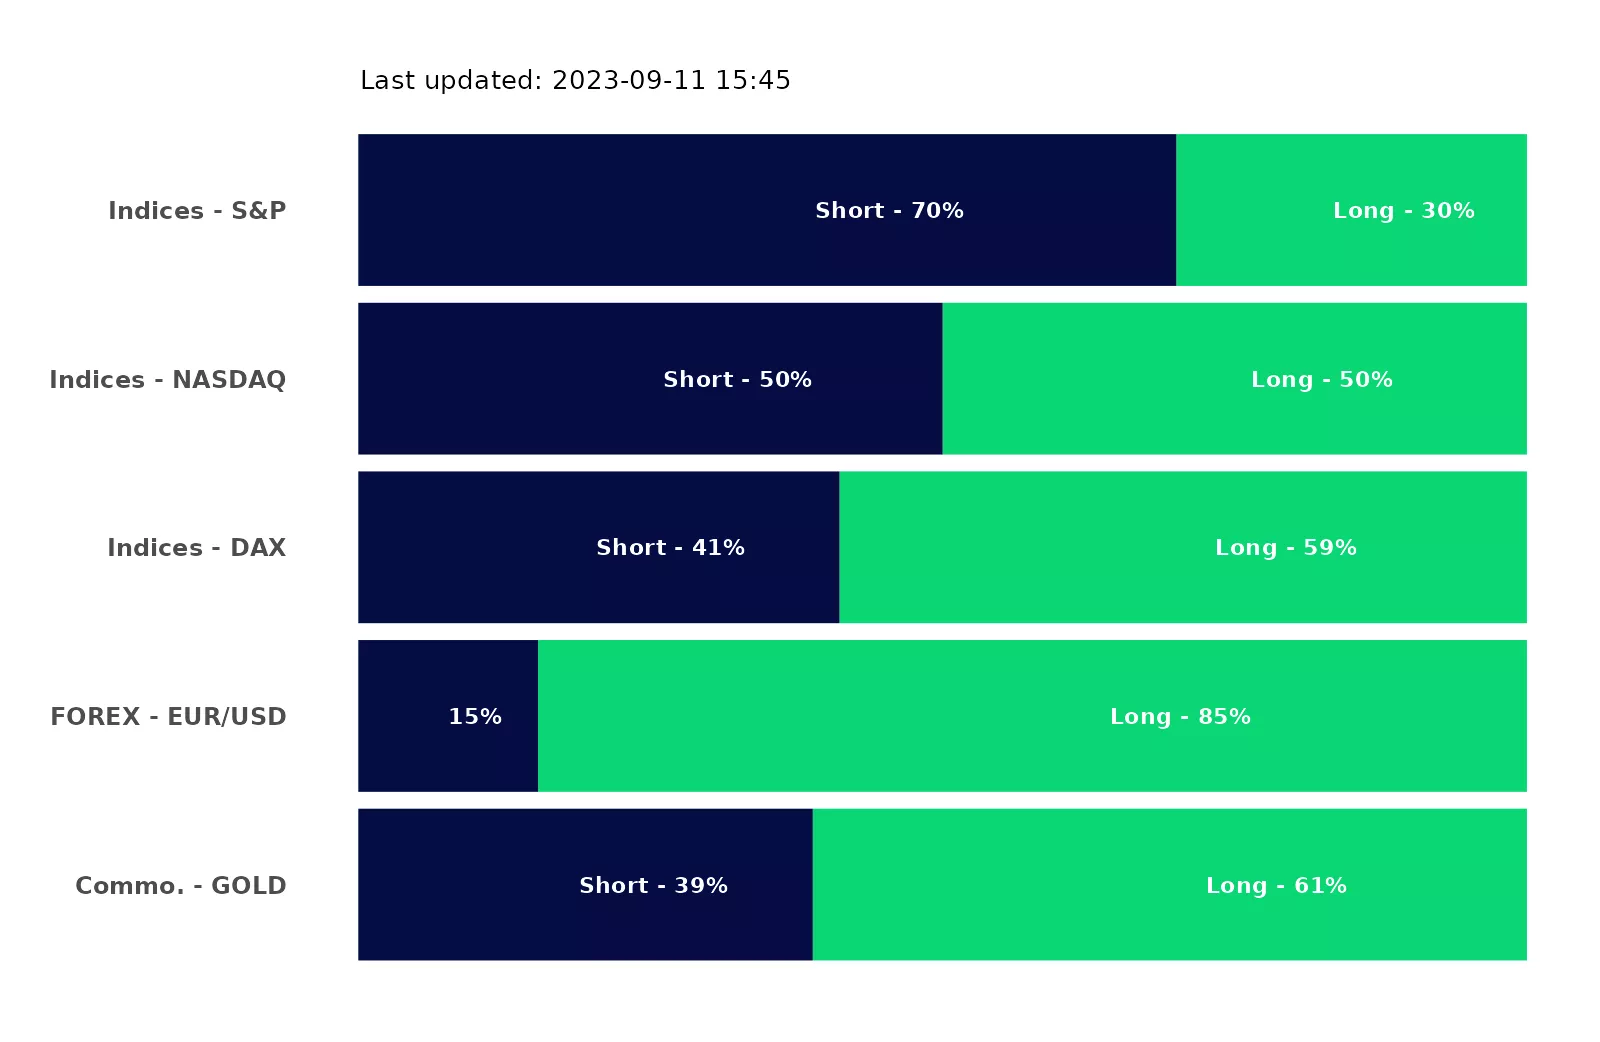 Last updated: 2023-09-11 15:45
Indices - S&P Short - 70% Long - 30%
Indices - NASDAQ Short - 50% Long - 50%
Indices - DAX Short - 41% Long - 59%
FOREX - EUR/USD 15% Long - 85%
Commo. - GOLD Short - 39% Long - 61%